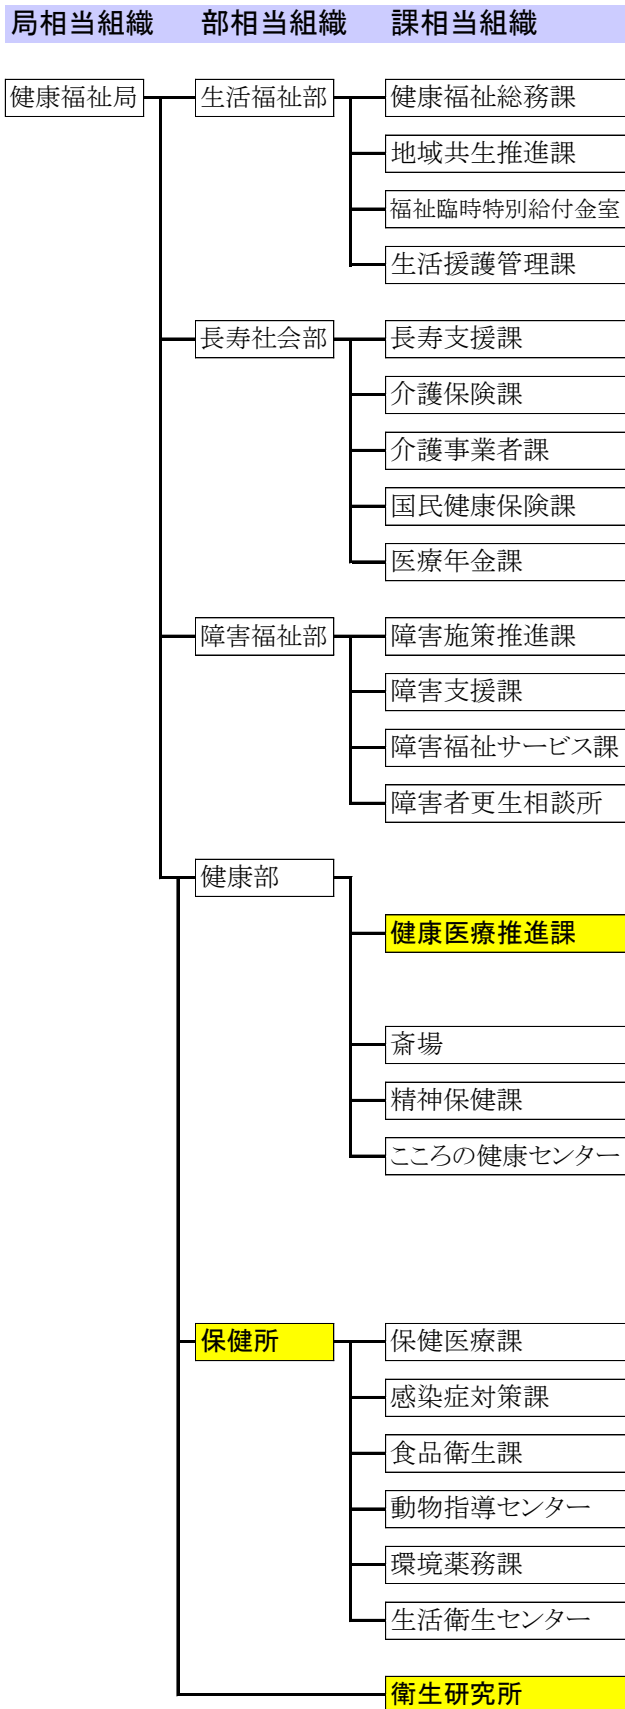 局相当組織 部相当組織 課相当組織
健康福祉局 生活福祉部 健康福祉総務課
地域共生推進課
福祉臨時特別給付金室
生活援護管理課
長寿社会部 長寿支援課
介護保険課
介護事業者課
国民健康保険課
医療年金課
障害福祉部 障害施策推進課
障害支援課
障害福祉サービス課
障害者更生相談所
健康部
健康医療推進課
斎場
精神保健課
こころの健康センター
保健所 保健医療課
感染症対策課
食品衛生課
動物指導センター
環境薬務課
生活衛生センター
衛生研究所